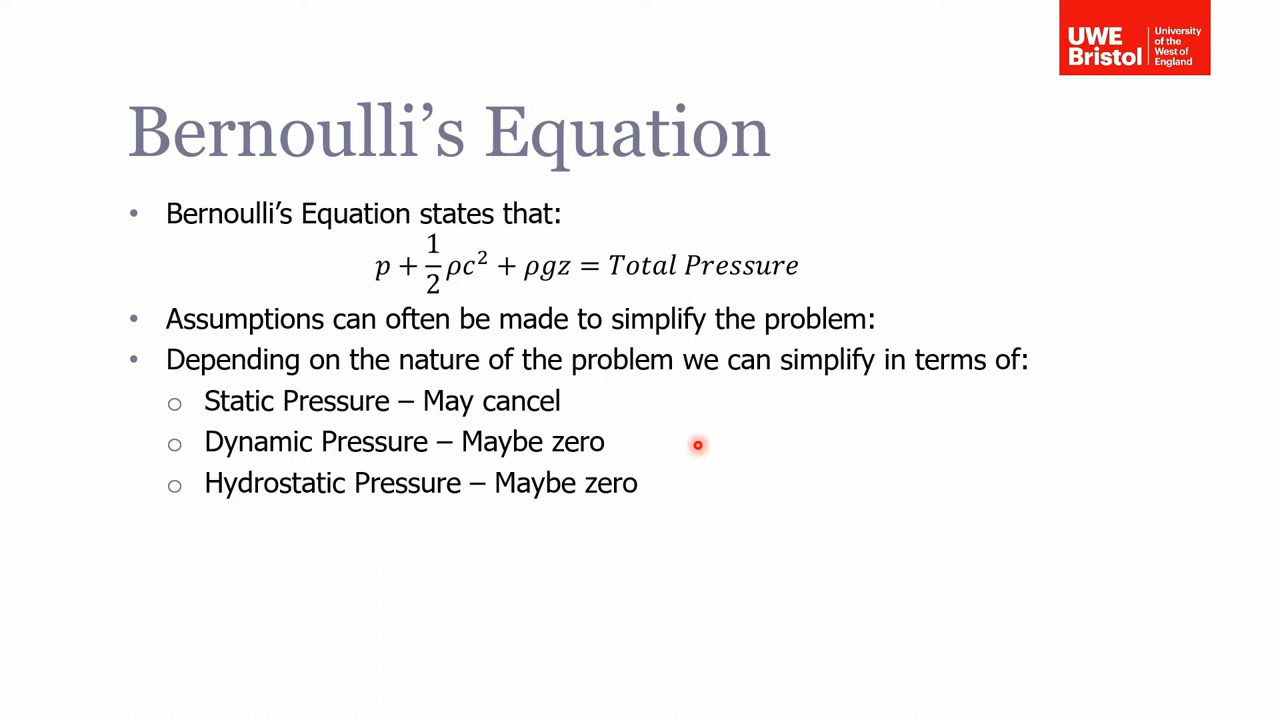 UWE Bristol
University of the West of England
Bernoulli’s Equation
• Bernoulli’s Equation states that:
p + 1/2 ρc² + ρgz = Total Pressure
• Assumptions can often be made to simplify the problem:
• Depending on the nature of the problem we can simplify in terms of:
o Static Pressure – May cancel
o Dynamic Pressure – Maybe zero
o Hydrostatic Pressure – Maybe zero